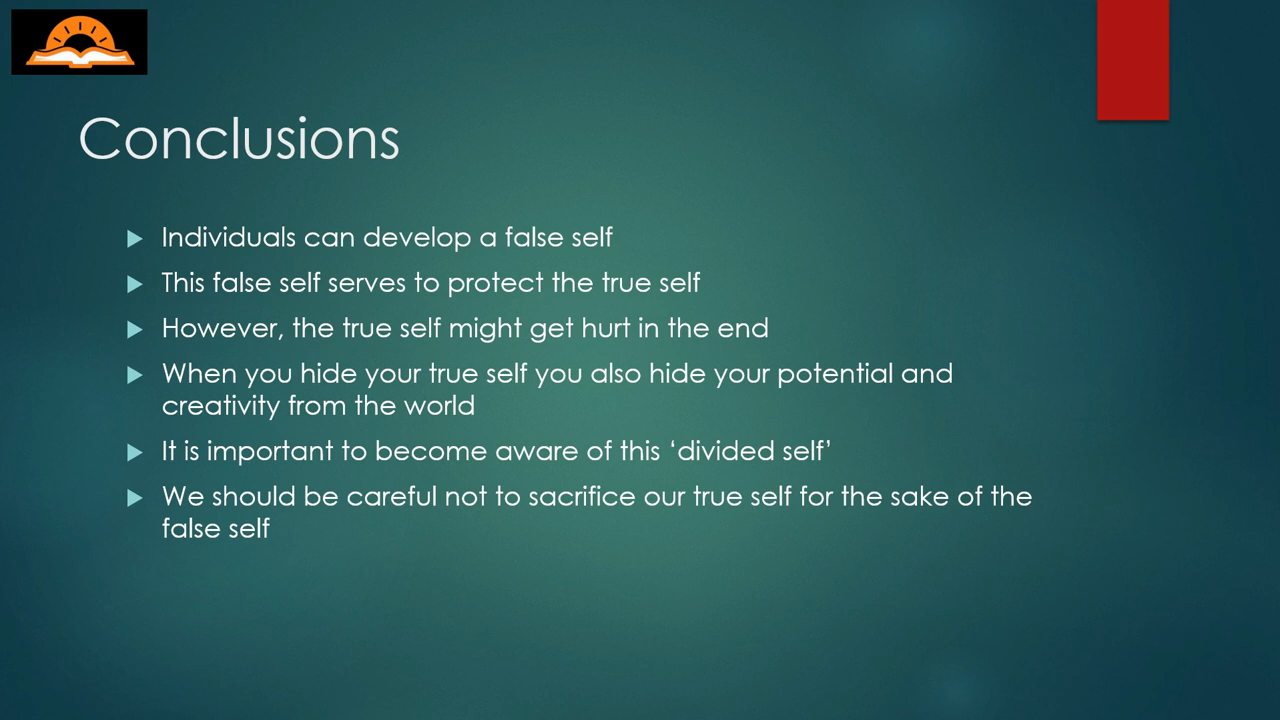 Conclusions
Individuals can develop a false self
This false self serves to protect the true self
However, the true self might get hurt in the end
When you hide your true self you also hide your potential and
creativity from the world
It is important to become aware of this ‘divided self’
We should be careful not to sacrifice our true self for the sake of the
false self